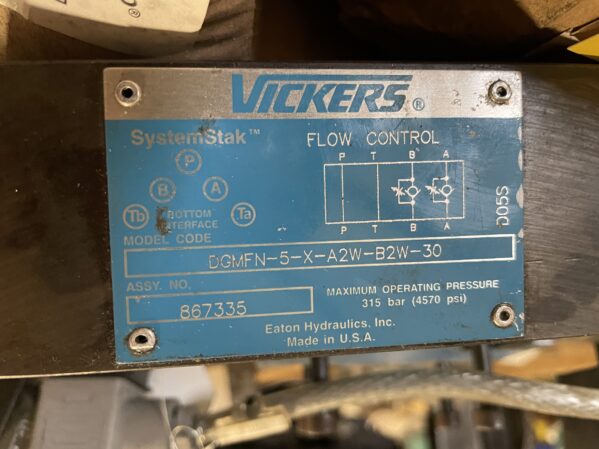 VICKERS®
SystemStak™
FLOW CONTROL
P T B A
P
B A
Tb Ta
BOTTOM
INTERFACE
P T B A
D05S
MODEL CODE
DGMFN-5-X-A2W-B2W-30
ASSY. NO.
867335
MAXIMUM OPERATING PRESSURE
315 bar (4570 psi)
Eaton Hydraulics, Inc.
Made in U.S.A.